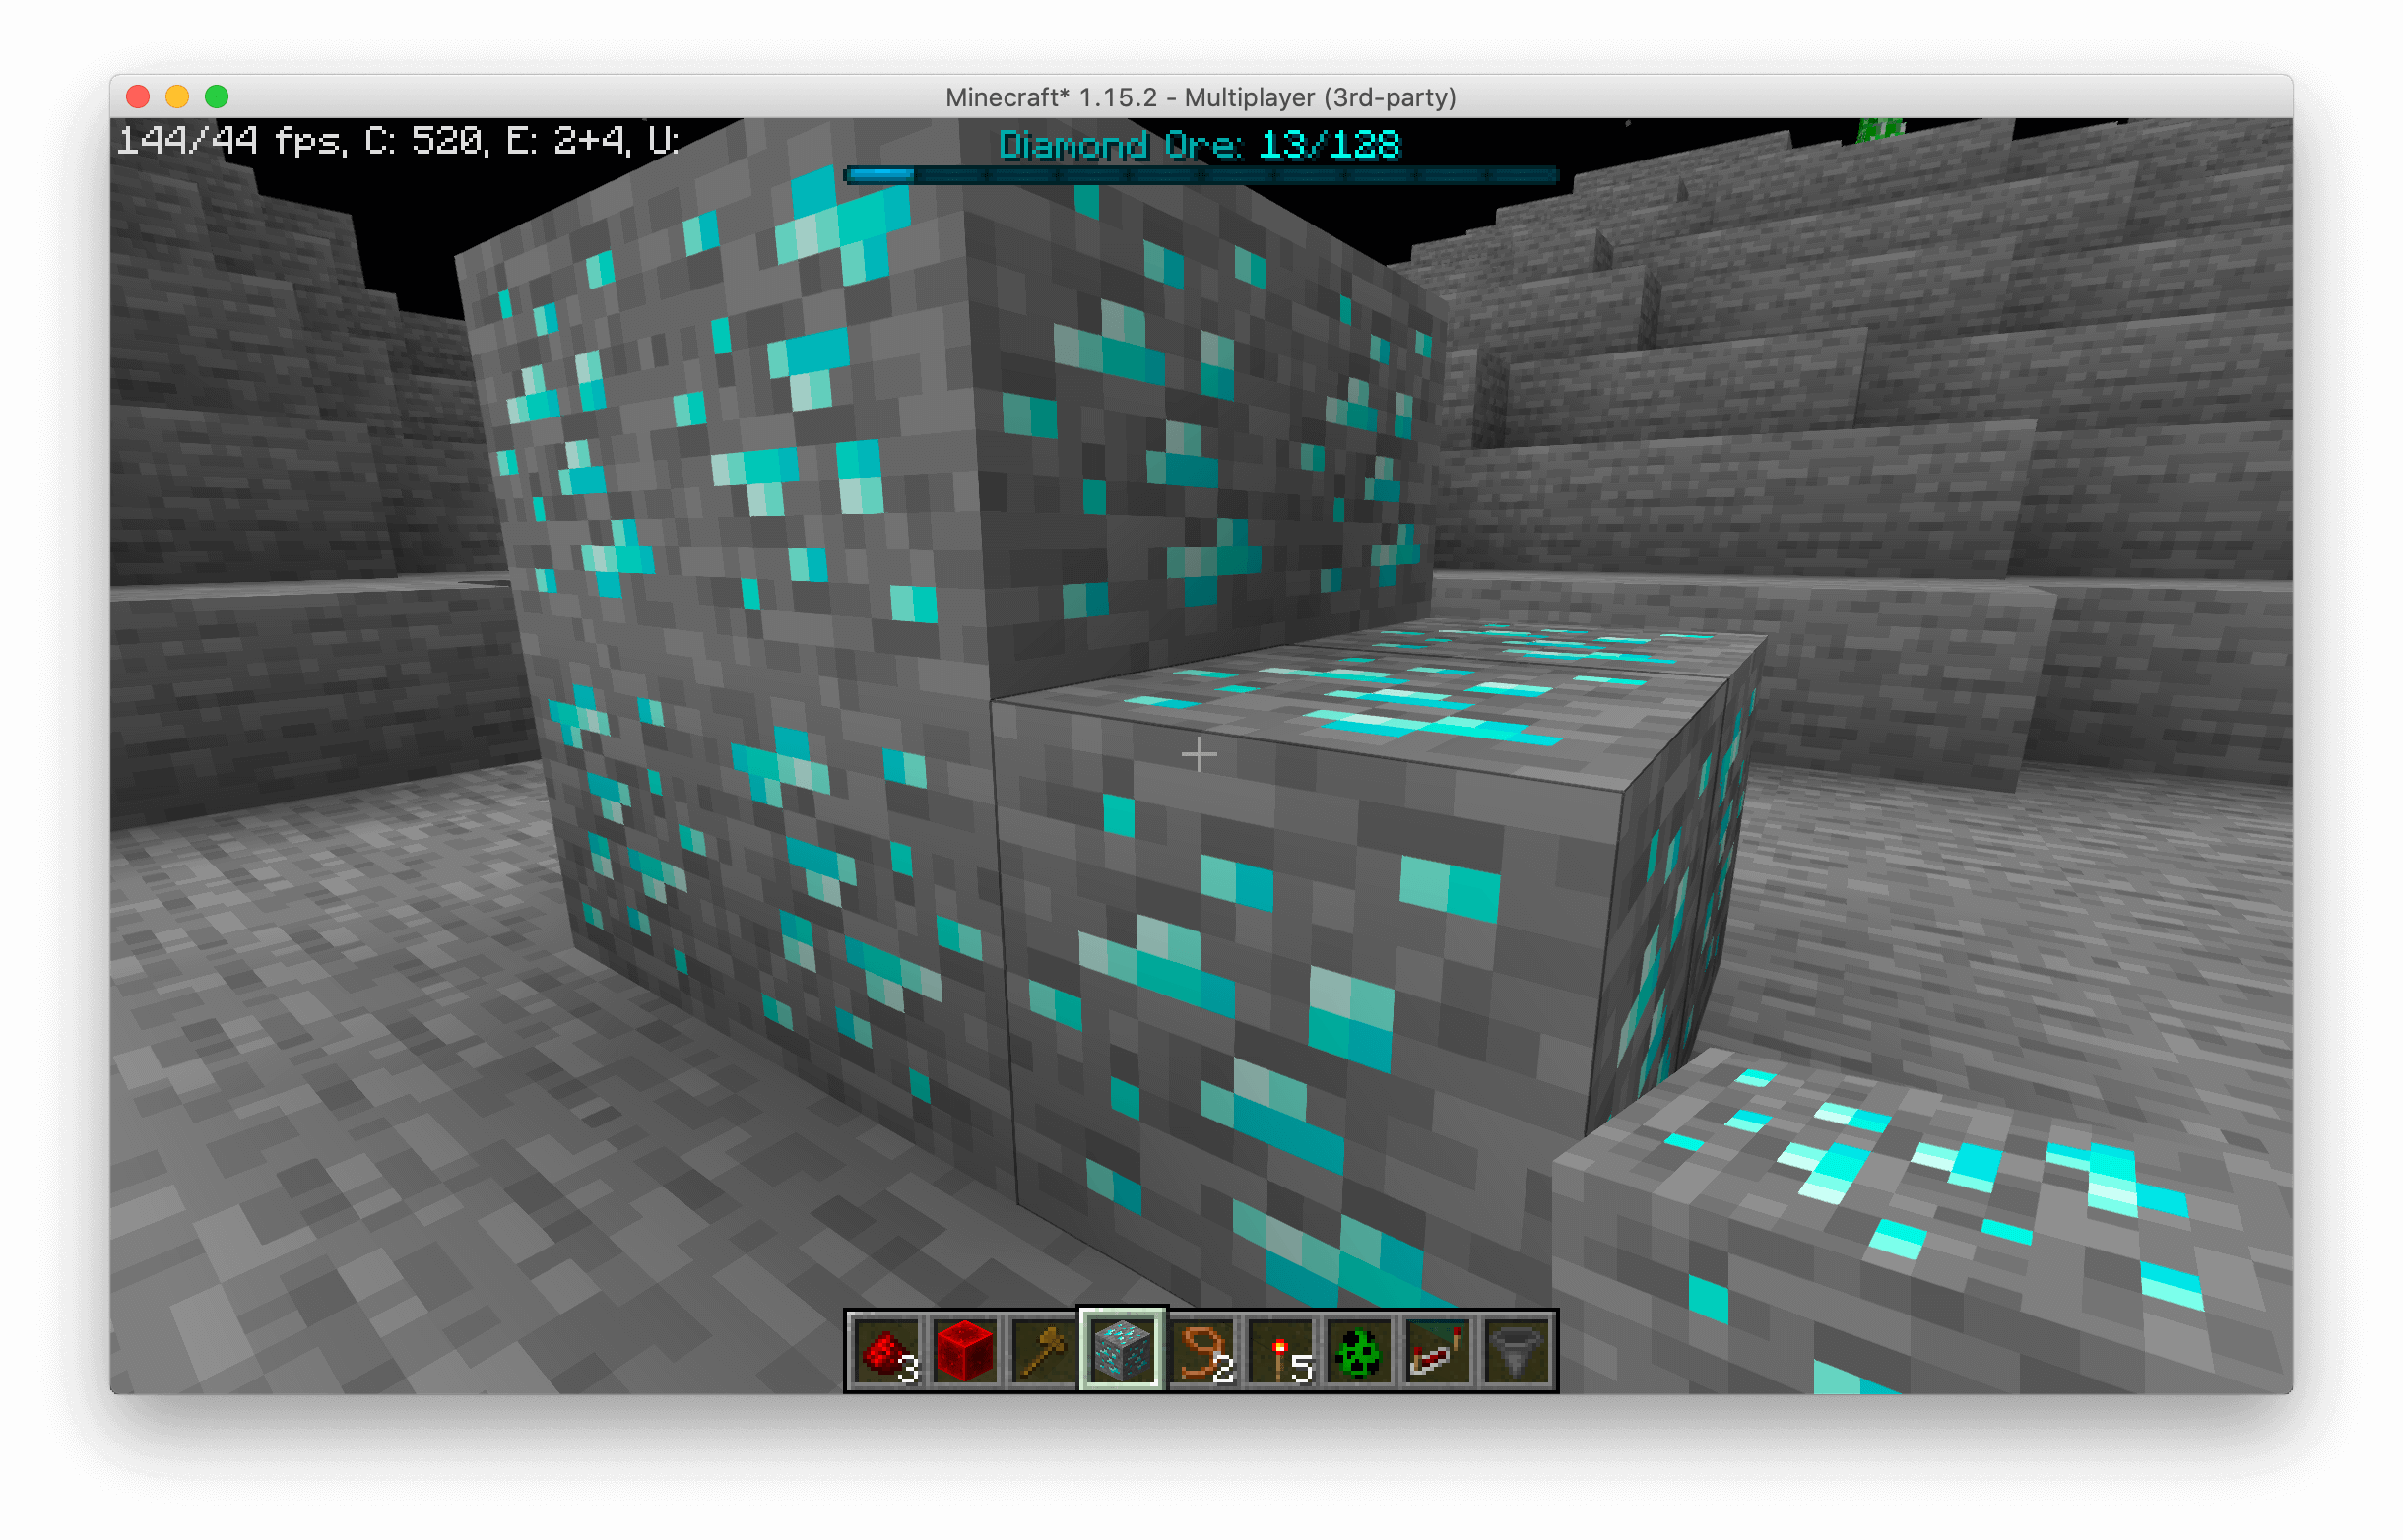 Minecraft* 1.15.2 - Multiplayer (3rd-party)
144/44 fps, C: 520, E: 2+4, U:
Diamond Ore: 13/128
3
2
5